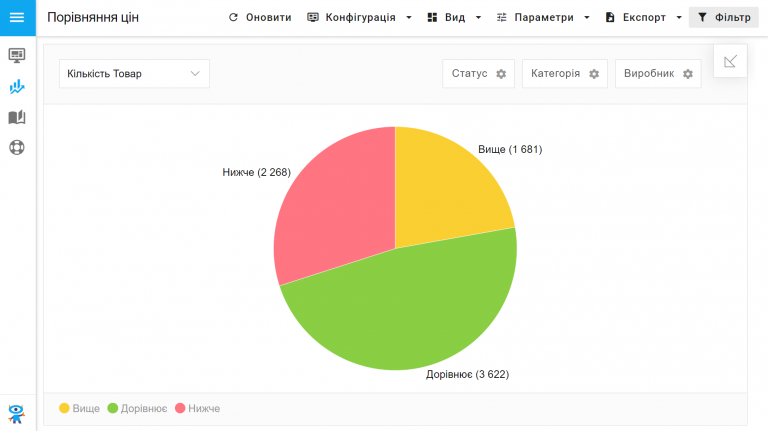 Порівняння цін
Оновити
Конфігурація
Вид
Параметри
Експорт
Фільтр
Кількість Товар
Статус
Категорія
Виробник
Вище (1 681)
Нижче (2 268)
Дорівнює (3 622)
Вище
Дорівнює
Нижче